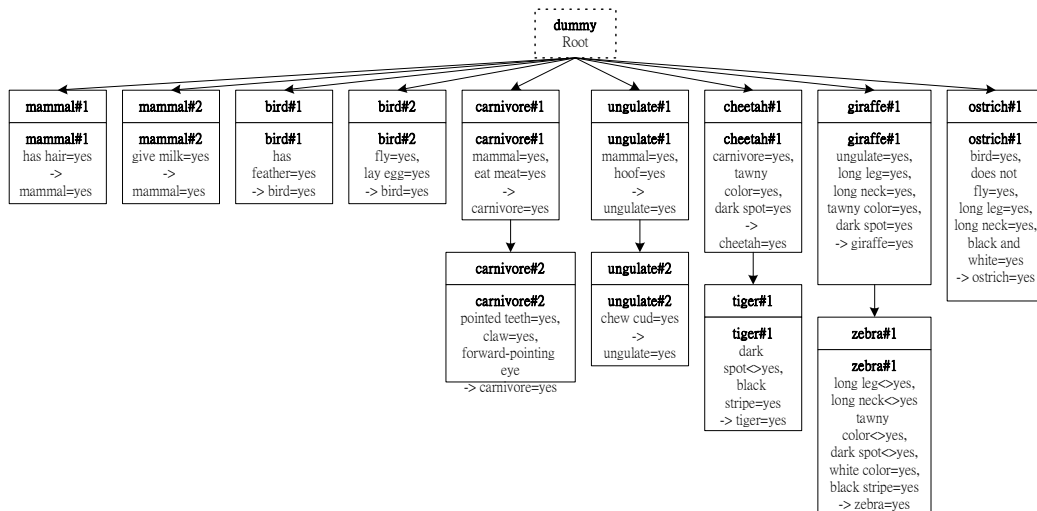 dummy
Root
mammal#1
mammal#1
has hair=yes
->
mammal=yes
mammal#2
mammal#2
give milk=yes
->
mammal=yes
bird#1
bird#1
has
feather=yes
-> bird=yes
bird#2
bird#2
fly=yes,
lay egg=yes
-> bird=yes
carnivore#1
carnivore#1
mammal=yes,
eat meat=yes
->
carnivore=yes
ungulate#1
ungulate#1
mammal=yes,
hoof=yes
->
ungulate=yes
cheetah#1
cheetah#1
carnivore=yes,
tawny
color=yes,
dark spot=yes
->
cheetah=yes
giraffe#1
giraffe#1
ungulate=yes,
long leg=yes,
long neck=yes,
tawny color=yes,
dark spot=yes
-> giraffe=yes
ostrich#1
ostrich#1
bird=yes,
does not
fly=yes,
long leg=yes,
long neck=yes,
black and
white=yes
-> ostrich=yes
carnivore#2
carnivore#2
pointed teeth=yes,
claw=yes,
forward-pointing
eye
-> carnivore=yes
ungulate#2
ungulate#2
chew cud=yes
->
ungulate=yes
tiger#1
tiger#1
dark
spot<>yes,
black
stripe=yes
-> tiger=yes
zebra#1
zebra#1
long leg<>yes,
long neck<>yes
tawny
color<>yes,
dark spot<>yes,
white color=yes,
black stripe=yes
-> zebra=yes